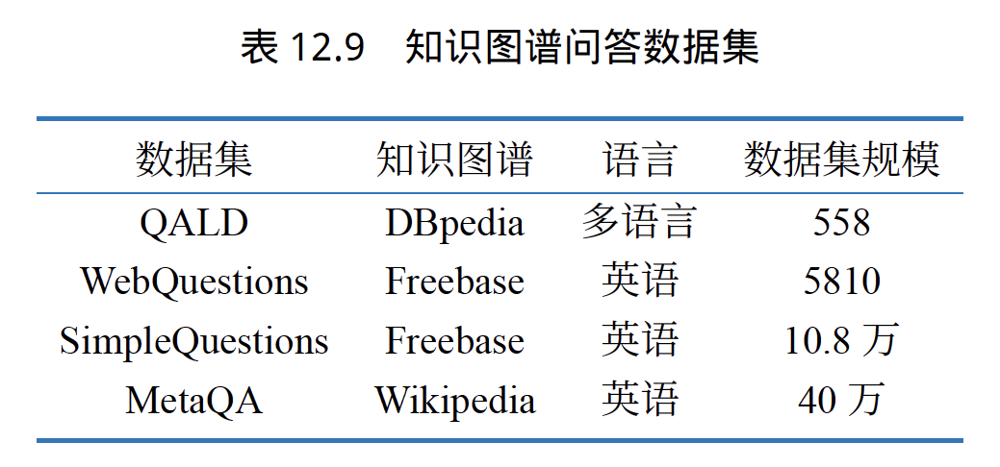 表 12.9 知识图谱问答数据集
数据集 知识图谱 语言 数据集规模
QALD DBpedia 多语言 558
WebQuestions Freebase 英语 5810
SimpleQuestions Freebase 英语 10.8 万
MetaQA Wikipedia 英语 40 万